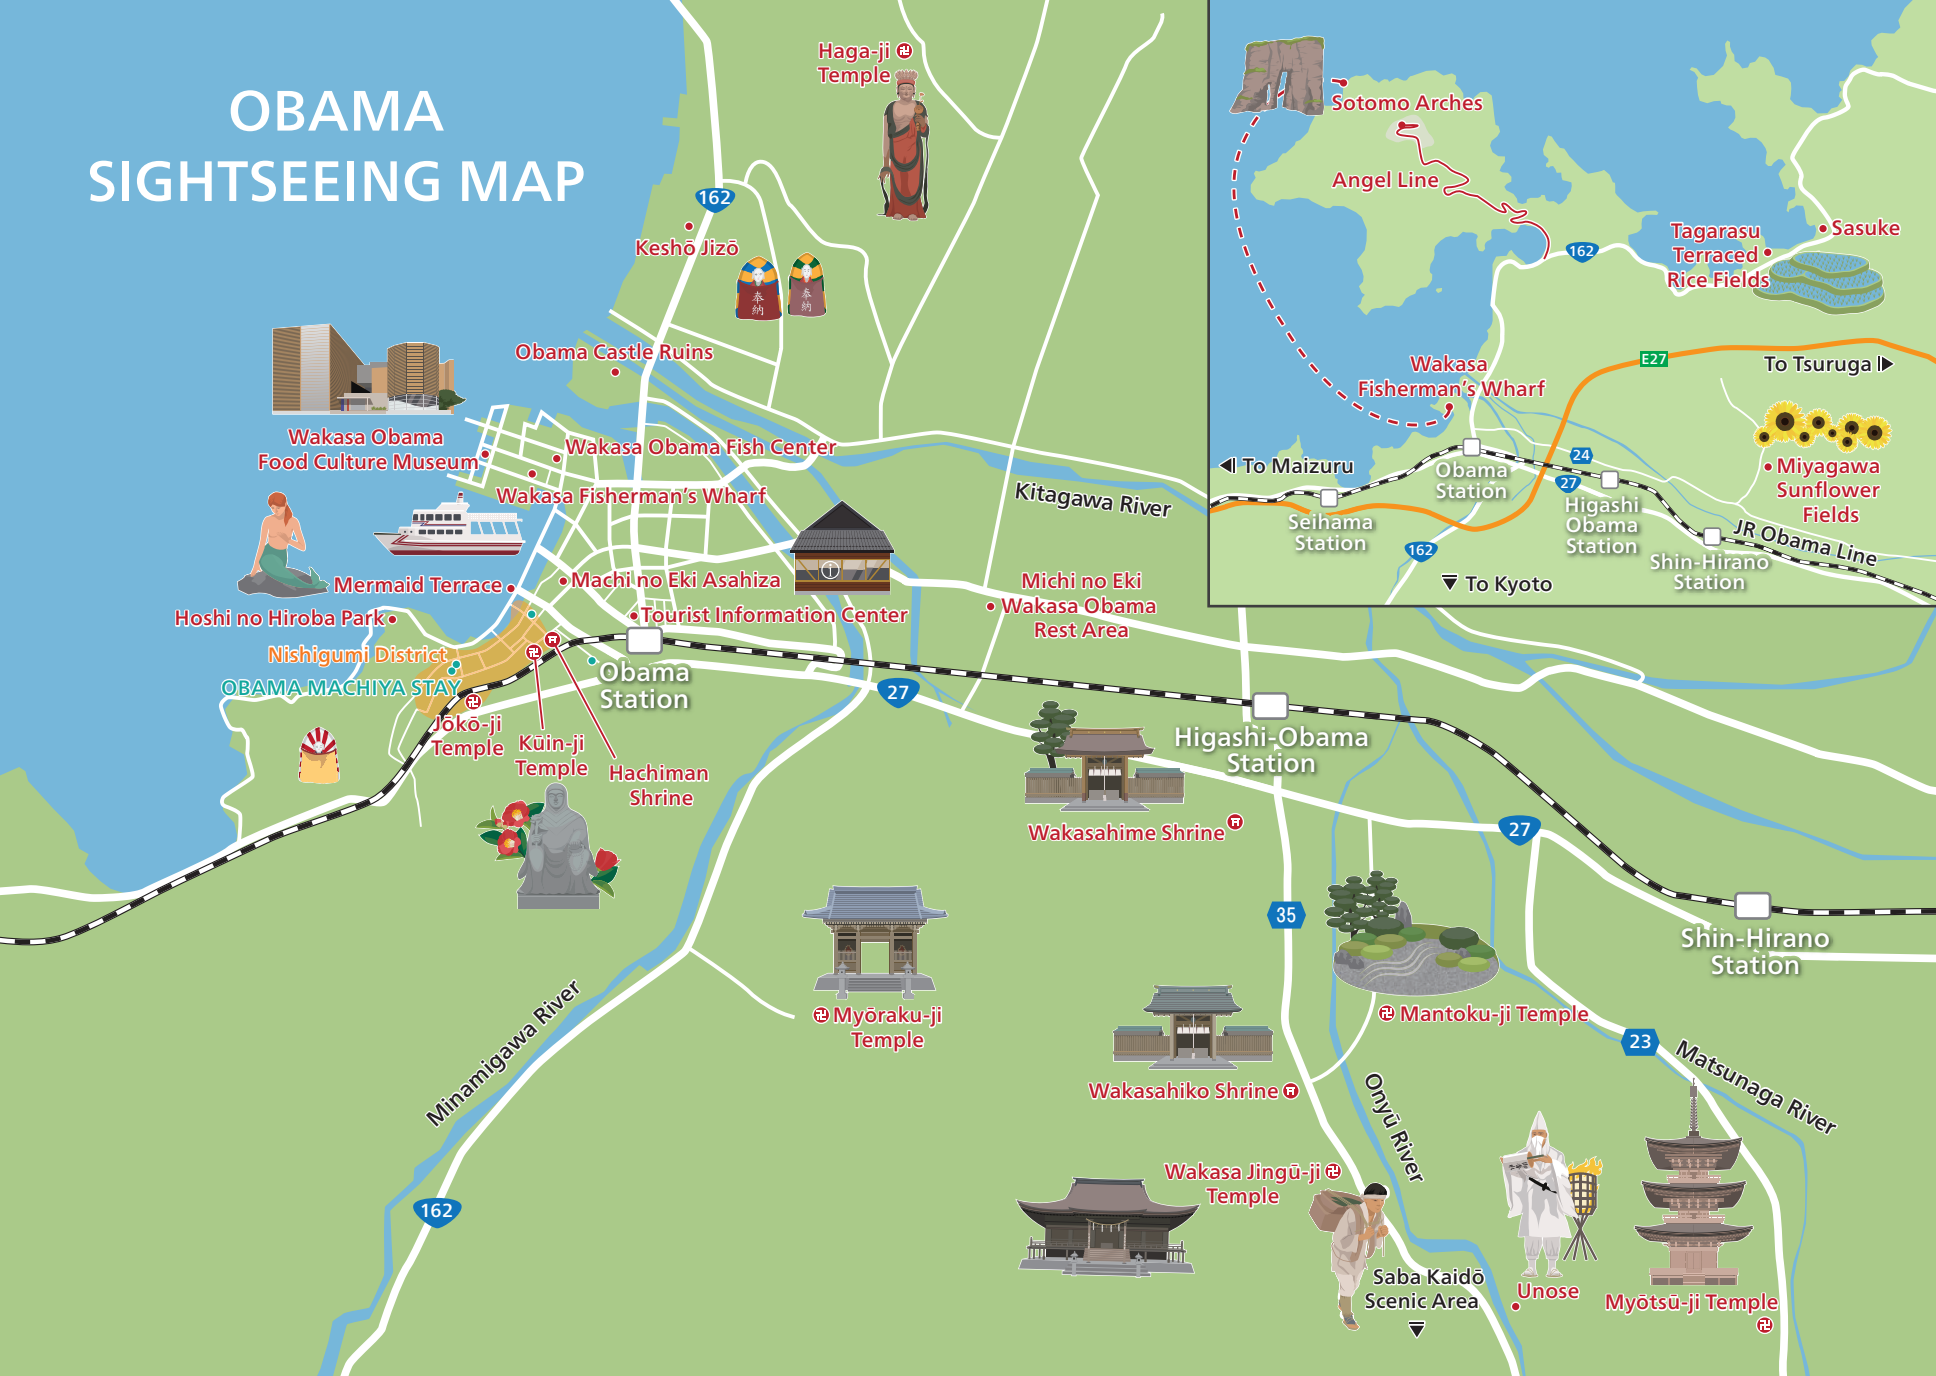 OBAMA
SIGHTSEEING MAP
Haga-ji
Temple
162
Keshō Jizō
奉
納
奉
納
Obama Castle Ruins
Wakasa Obama
Food Culture Museum
Wakasa Obama Fish Center
Wakasa Fisherman's Wharf
Kitagawa River
Mermaid Terrace
Machi no Eki Asahiza
Hoshi no Hiroba Park
Tourist Information Center
Michi no Eki
Wakasa Obama
Rest Area
Nishigumi District
OBAMA MACHIYA STAY
Obama
Station
27
Jōkō-ji
Temple
Kūin-ji
Temple
Hachiman
Shrine
Higashi-Obama
Station
Wakasahime Shrine
27
35
Shin-Hirano
Station
Myōraku-ji
Temple
Mantoku-ji Temple
23
Minamigawa River
Matsunaga River
Wakasahiko Shrine
Onyū River
Wakasa Jingū-ji
Temple
162
Saba Kaidō
Scenic Area
Unose
Myōtsū-ji Temple
Sotomo Arches
Angel Line
162
Tagarasu
Terraced
Rice Fields
Sasuke
Wakasa
Fisherman's Wharf
E27
To Tsuruga
To Maizuru
Obama
Station
24
27
Miyagawa
Sunflower
Fields
Seihama
Station
Higashi
Obama
Station
JR Obama Line
162
Shin-Hirano
Station
To Kyoto